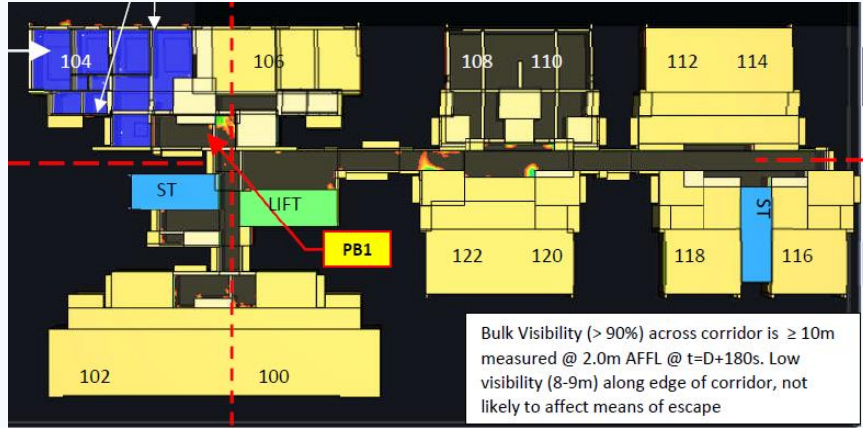 104
106
108
110
112
114
ST
LIFT
ST
PB1
122
120
118
116
102
100
Bulk Visibility (> 90%) across corridor is ≥ 10m
measured @ 2.0m AFFL @ t=D+180s. Low
visibility (8-9m) along edge of corridor, not
likely to affect means of escape